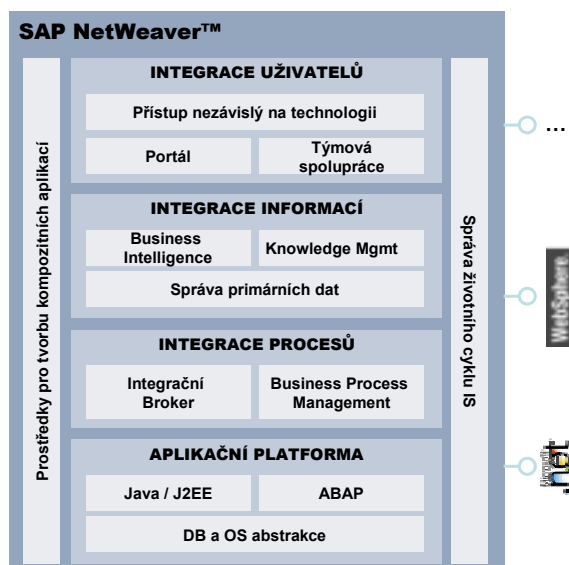 SAP NetWeaver™
Prostředky pro tvorbu kompozitních aplikací
INTEGRACE UŽIVATELŮ
Přístup nezávislý na technologii
Portál
Týmová
spolupráce
INTEGRACE INFORMACÍ
Business
Intelligence
Knowledge Mgmt
Správa primárních dat
INTEGRACE PROCESŮ
Integrační
Broker
Business Process
Management
APLIKAČNÍ PLATFORMA
Java / J2EE
ABAP
DB a OS abstrakce
Správa životního cyklu IS
...
WebSphere.
Microsoft
.net